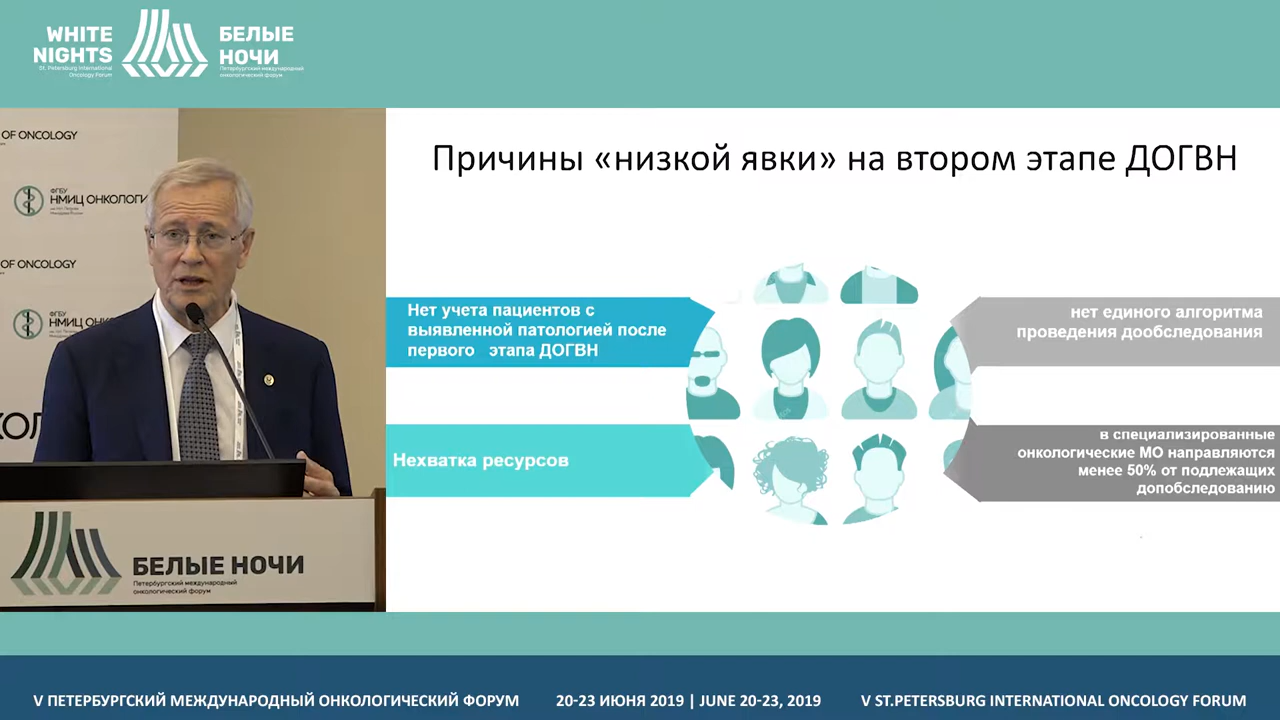 WHITE
NIGHTS
St. Petersburg International
Oncology Forum
БЕЛЫЕ
НОЧИ
Петербургский международный
онкологический форум
OF ONCOLOGY
ФГБУ
НМИЦ ОНКОЛОГИ
OF ONCOLOGY
ФГБУ
НМИЦ ОНК
КОЛ
БЕЛЫЕ НОЧИ
Петербургский международный
онкологический форум
Причины «низкой явки» на втором этапе ДОГВН
Нет учета пациентов с
выявленной патологией после
первого этапа ДОГВН
Нехватка ресурсов
нет единого алгоритма
проведения дообследования
в специализированные
онкологические МО направляются
менее 50% от подлежащих
допобследованию
V ПЕТЕРБУРГСКИЙ МЕЖДУНАРОДНЫЙ ОНКОЛОГИЧЕСКИЙ ФОРУМ
20-23 ИЮНЯ 2019 | JUNE 20-23, 2019
V ST.PETERSBURG INTERNATIONAL ONCOLOGY FORUM